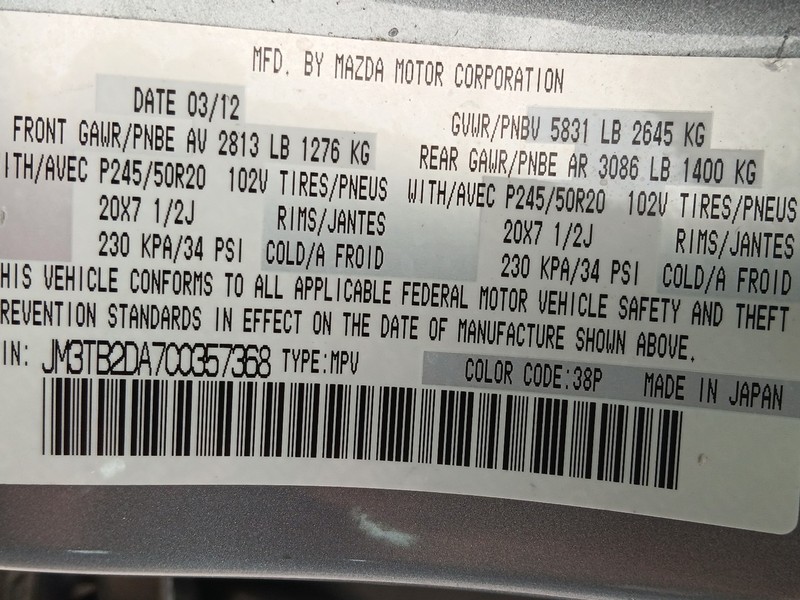 MFD. BY MAZDA MOTOR CORPORATION
DATE 03/12
GVWR/PNBV 5831 LB 2645 KG
FRONT GAWR/PNBE AV 2813 LB 1276 KG
REAR GAWR/PNBE AR 3086 LB 1400 KG
ITH/AVEC P245/50R20 102V TIRES/PNEUS
WITH/AVEC P245/50R20 102V TIRES/PNEUS
20X7 1/2J RIMS/JANTES
20X7 1/2J RIMS/JANTES
230 KPA/34 PSI COLD/A FROID
230 KPA/34 PSI COLD/A FROID
HIS VEHICLE CONFORMS TO ALL APPLICABLE FEDERAL MOTOR VEHICLE SAFETY AND THEFT
REVENTION STANDARDS IN EFFECT ON THE DATE OF MANUFACTURE SHOWN ABOVE.
IN: JM3TB2DA7C0357368 TYPE:MPV
COLOR CODE:38P MADE IN JAPAN